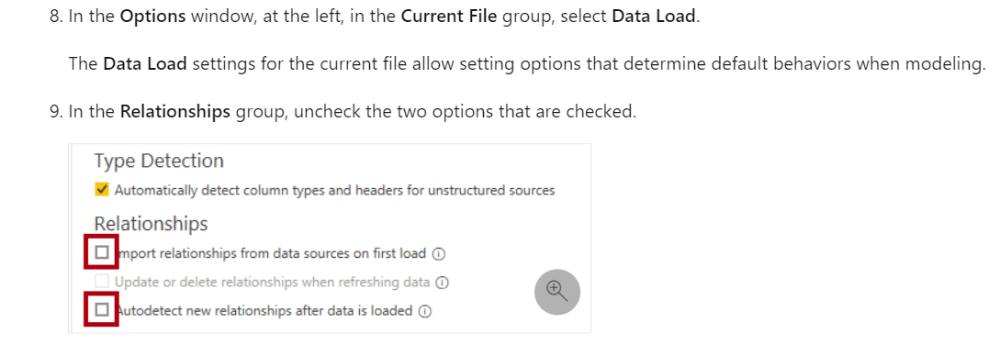 8. In the Options window, at the left, in the Current File group, select Data Load.
The Data Load settings for the current file allow setting options that determine default behaviors when modeling.
9. In the Relationships group, uncheck the two options that are checked.
Type Detection
Automatically detect column types and headers for unstructured sources
Relationships
Import relationships from data sources on first load
Update or delete relationships when refreshing data
Autodetect new relationships after data is loaded